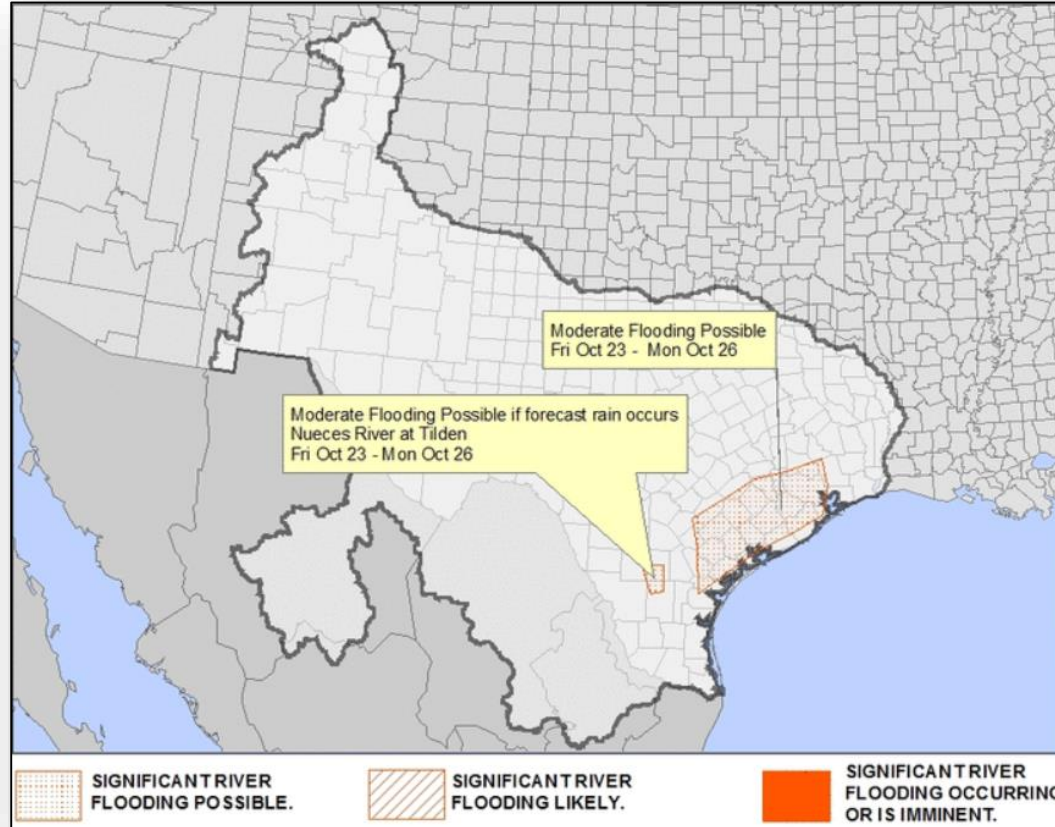 Moderate Flooding Possible
Fri Oct 23 - Mon Oct 26
Moderate Flooding Possible if forecast rain occurs
Nueces River at Tilden
Fri Oct 23 - Mon Oct 26
SIGNIFICANT RIVER
FLOODING POSSIBLE.
SIGNIFICANT RIVER
FLOODING LIKELY.
SIGNIFICANT RIVER
FLOODING OCCURRING
OR IS IMMINENT.